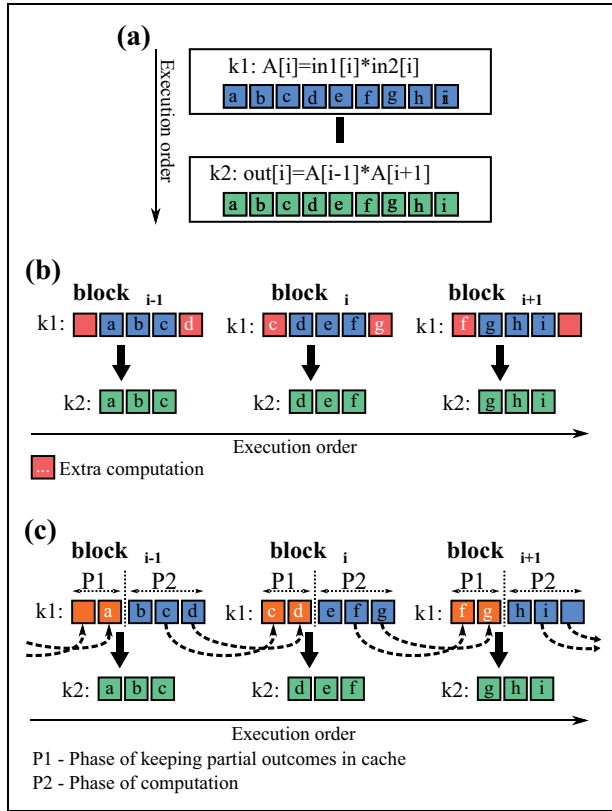 (a)
Execution order
k1: A[i]=in1[i]*in2[i]
a b c d e f g h i
k2: out[i]=A[i-1]*A[i+1]
a b c d e f g h i
(b)
block i-1 block i block i+1
k1: a b c d k1: c d e f g k1: f g h i
k2: a b c k2: d e f k2: g h i
Execution order
... Extra computation
(c)
block i-1 block i block i+1
P1 P2 P1 P2 P1 P2
k1: a b c d k1: c d e f g k1: f g h i
k2: a b c k2: d e f k2: g h i
Execution order
P1 - Phase of keeping partial outcomes in cache
P2 - Phase of computation